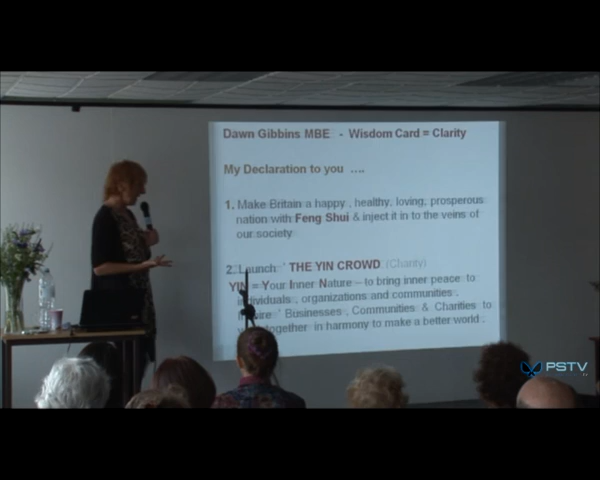 Dawn Gibbins MBE - Wisdom Card = Clarity
My Declaration to you ....
1. Make Britain a happy, healthy, loving, prosperous
nation with Feng Shui & inject it in to the veins of
our society
2. Launch ' THE YIN CROWD (Charity)
YIN = Your Inner Nature – to bring inner peace to
individuals, organizations and communities.
' Businesses, Communities & Charities to
together in harmony to make a better world.
PSTV